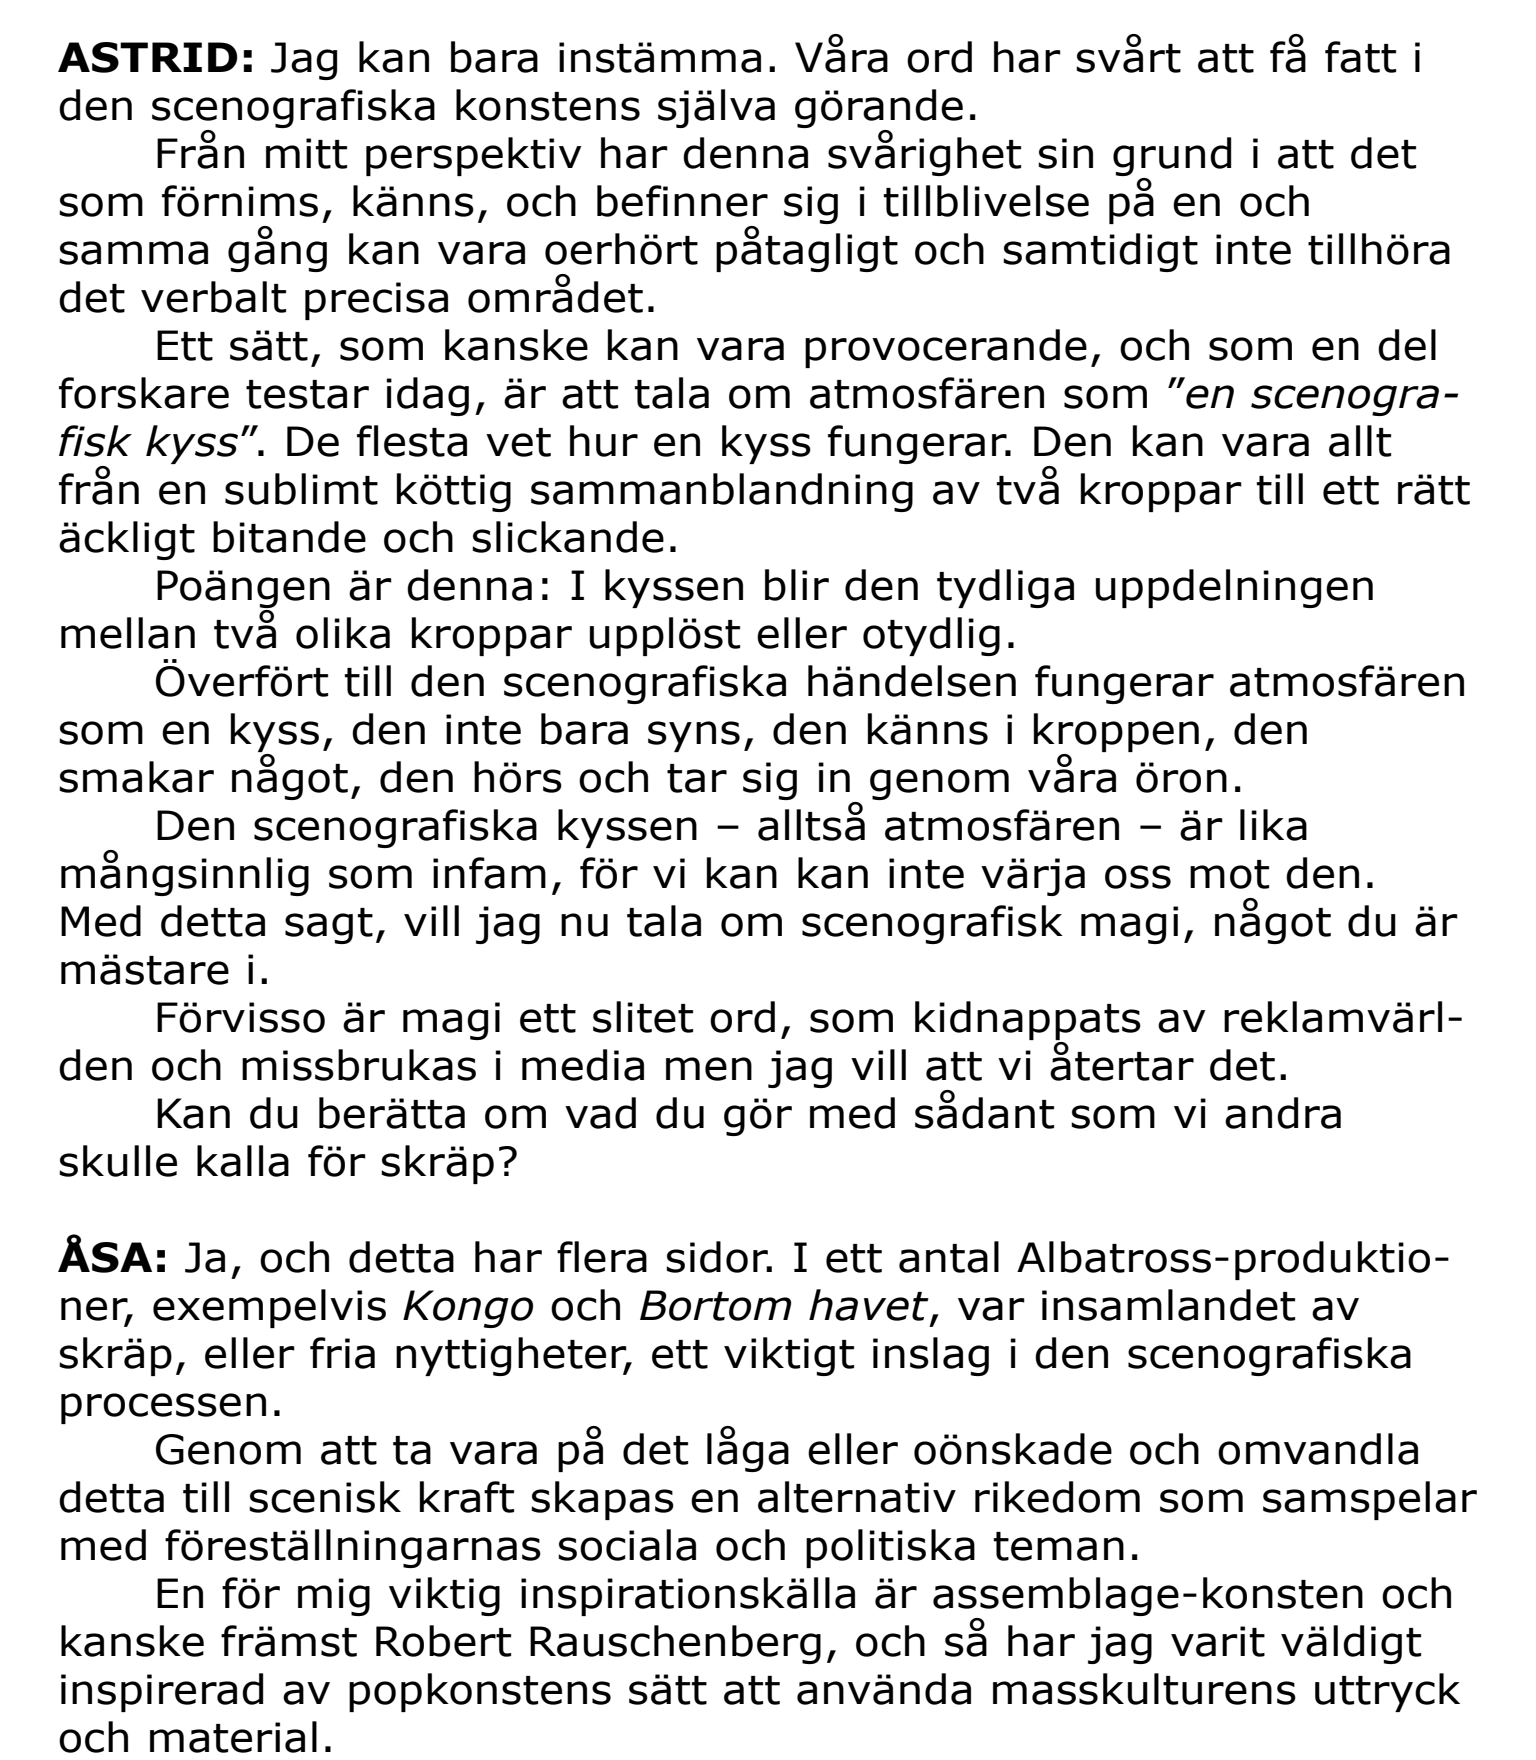 ASTRID: Jag kan bara instämma. Våra ord har svårt att få fatt i
den scenografiska konstens själva görande.
Från mitt perspektiv har denna svårighet sin grund i att det
som förnims, känns, och befinner sig i tillblivelse på en och
samma gång kan vara oerhört påtagligt och samtidigt inte tillhöra
det verbalt precisa området.
Ett sätt, som kanske kan vara provocerande, och som en del
forskare testar idag, är att tala om atmosfären som ”en scenogra-
fisk kyss”. De flesta vet hur en kyss fungerar. Den kan vara allt
från en sublimt köttig sammanblandning av två kroppar till ett rätt
äckligt bitande och slickande.
Poängen är denna: I kyssen blir den tydliga uppdelningen
mellan två olika kroppar upplöst eller otydlig.
Överfört till den scenografiska händelsen fungerar atmosfären
som en kyss, den inte bara syns, den känns i kroppen, den
smakar något, den hörs och tar sig in genom våra öron.
Den scenografiska kyssen – alltså atmosfären – är lika
mångsinnlig som infam, för vi kan kan inte värja oss mot den.
Med detta sagt, vill jag nu tala om scenografisk magi, något du är
mästare i.
Förvisso är magi ett slitet ord, som kidnappats av reklamvärl-
den och missbrukas i media men jag vill att vi återtar det.
Kan du berätta om vad du gör med sådant som vi andra
skulle kalla för skräp?
ÅSA: Ja, och detta har flera sidor. I ett antal Albatross-produktio-
ner, exempelvis Kongo och Bortom havet, var insamlandet av
skräp, eller fria nyttigheter, ett viktigt inslag i den scenografiska
processen.
Genom att ta vara på det låga eller oönskade och omvandla
detta till scenisk kraft skapas en alternativ rikedom som samspelar
med föreställningarnas sociala och politiska teman.
En för mig viktig inspirationskälla är assemblage-konsten och
kanske främst Robert Rauschenberg, och så har jag varit väldigt
inspirerad av popkonstens sätt att använda masskulturens uttryck
och material.